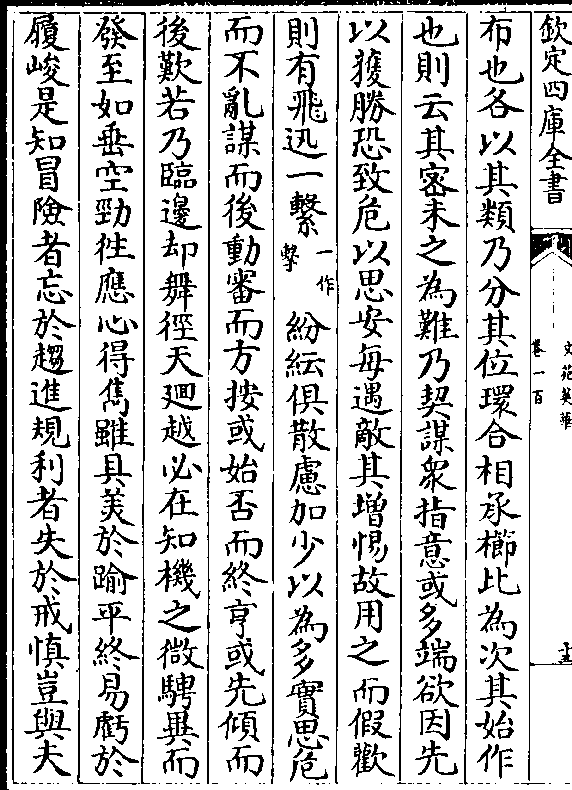 欽定四庫全書
文苑英華
卷一百
十三
布也各以其類乃分其位環合相承櫛比為次其始作
也則云其密未之為難乃契謀衆指意或多端欲因先
以獲勝恐致危以思安每遇敵其增惕故用之而假歡
則有飛迅一繫一作擊紛紜俱散慮加少以為多實思危
而不亂謀而後動審而方按或始否而終亨或先傾而
後歎若乃臨邊却舞徑天廻越必在知機之微騁異而
發至如垂空勁徃應心得雋雖具美於踰平終易虧於
履峻是知冒險者忘於趨進規利者失於戒慎豈與夫